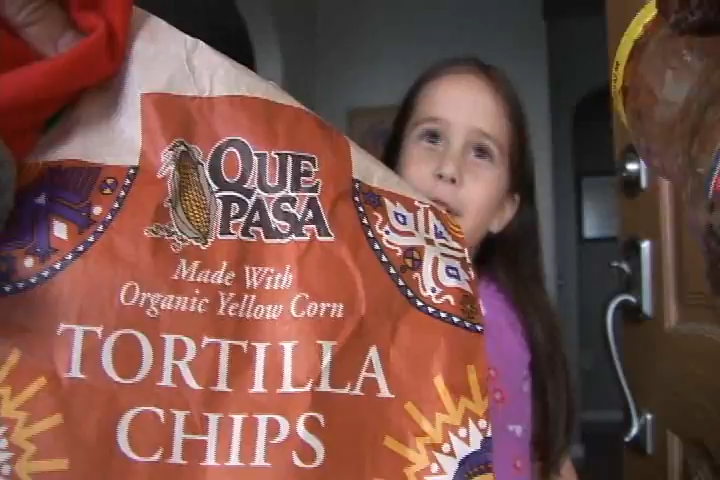 QUE
PASA
Made With
Organic Yellow Corn
TORTILLA
CHIPS